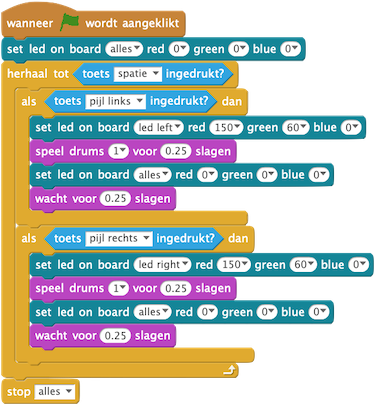 wanneer wordt aangeklikt
set led on board alles red 0 green 0 blue 0
herhaal tot toets spatie ingedrukt?
als toets pijl links ingedrukt? dan
set led on board led left red 150 green 60 blue 0
speel drums 1 voor 0.25 slagen
set led on board alles red 0 green 0 blue 0
wacht voor 0.25 slagen
als toets pijl rechts ingedrukt? dan
set led on board led right red 150 green 60 blue 0
speel drums 1 voor 0.25 slagen
set led on board alles red 0 green 0 blue 0
wacht voor 0.25 slagen
stop alles